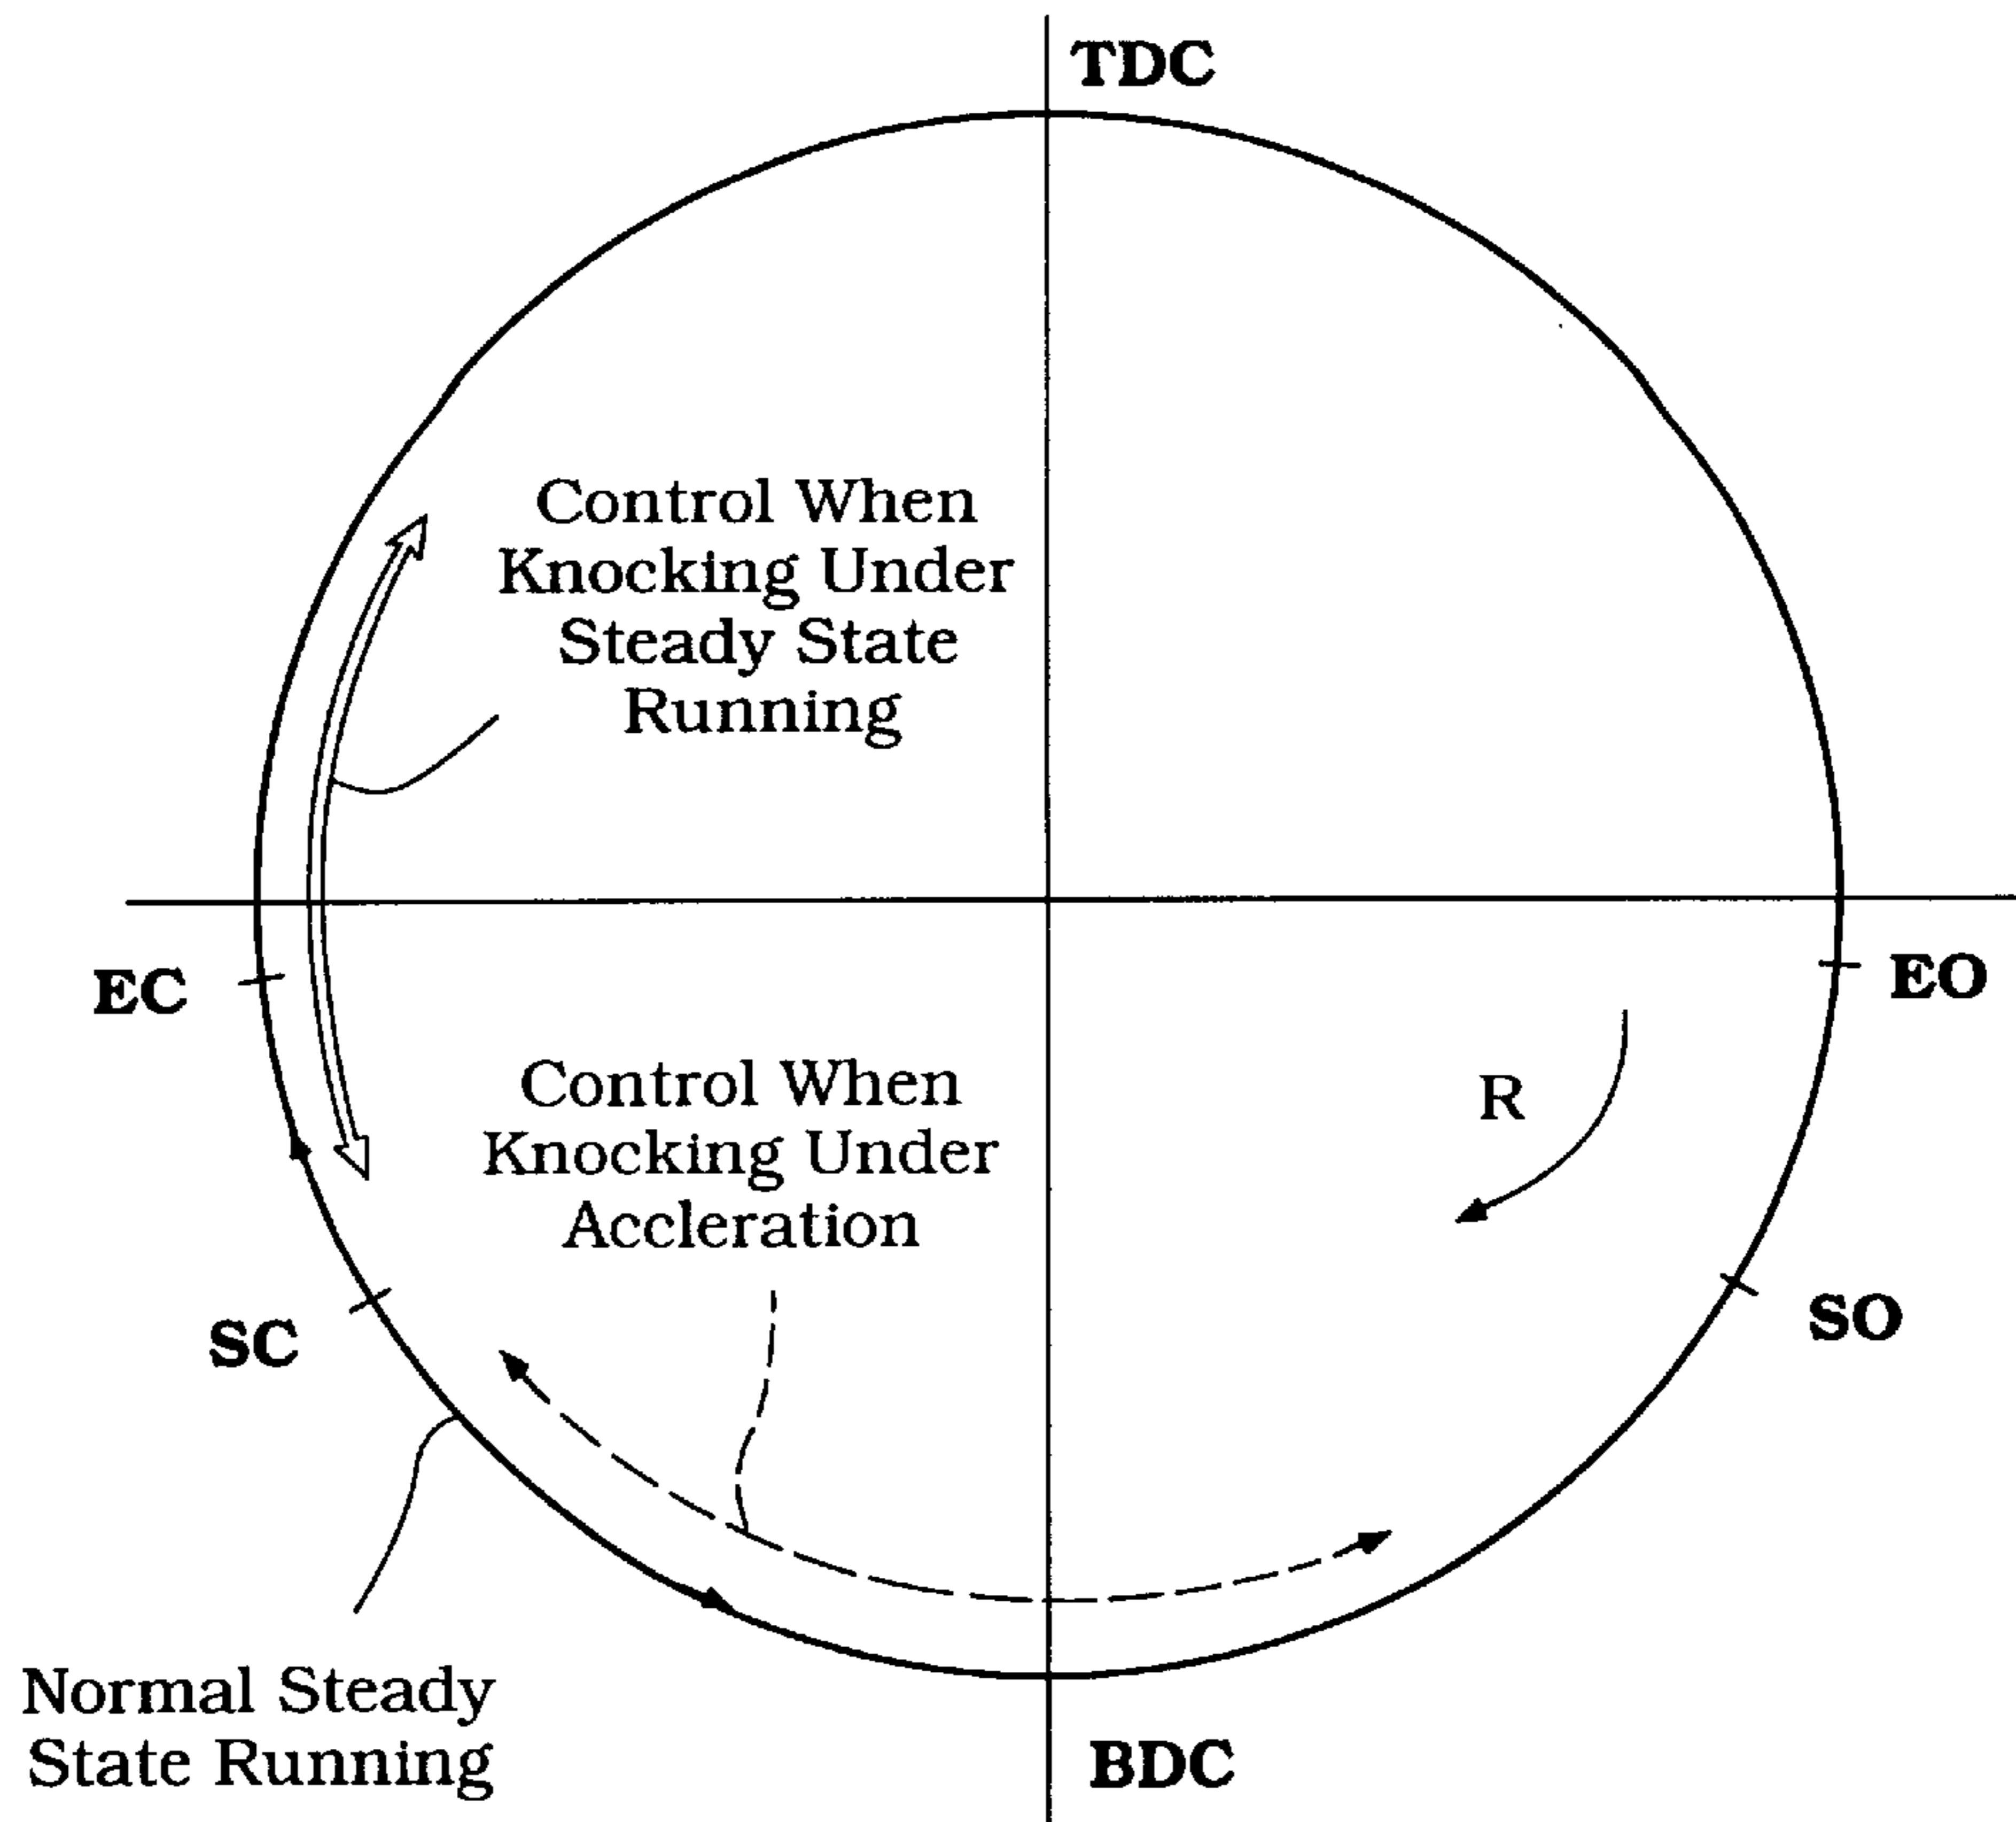 TDC
Control When
Knocking Under
Steady State
Running
EC
EO
Control When
Knocking Under
Accleration
R
SC
SO
Normal Steady
State Running
BDC